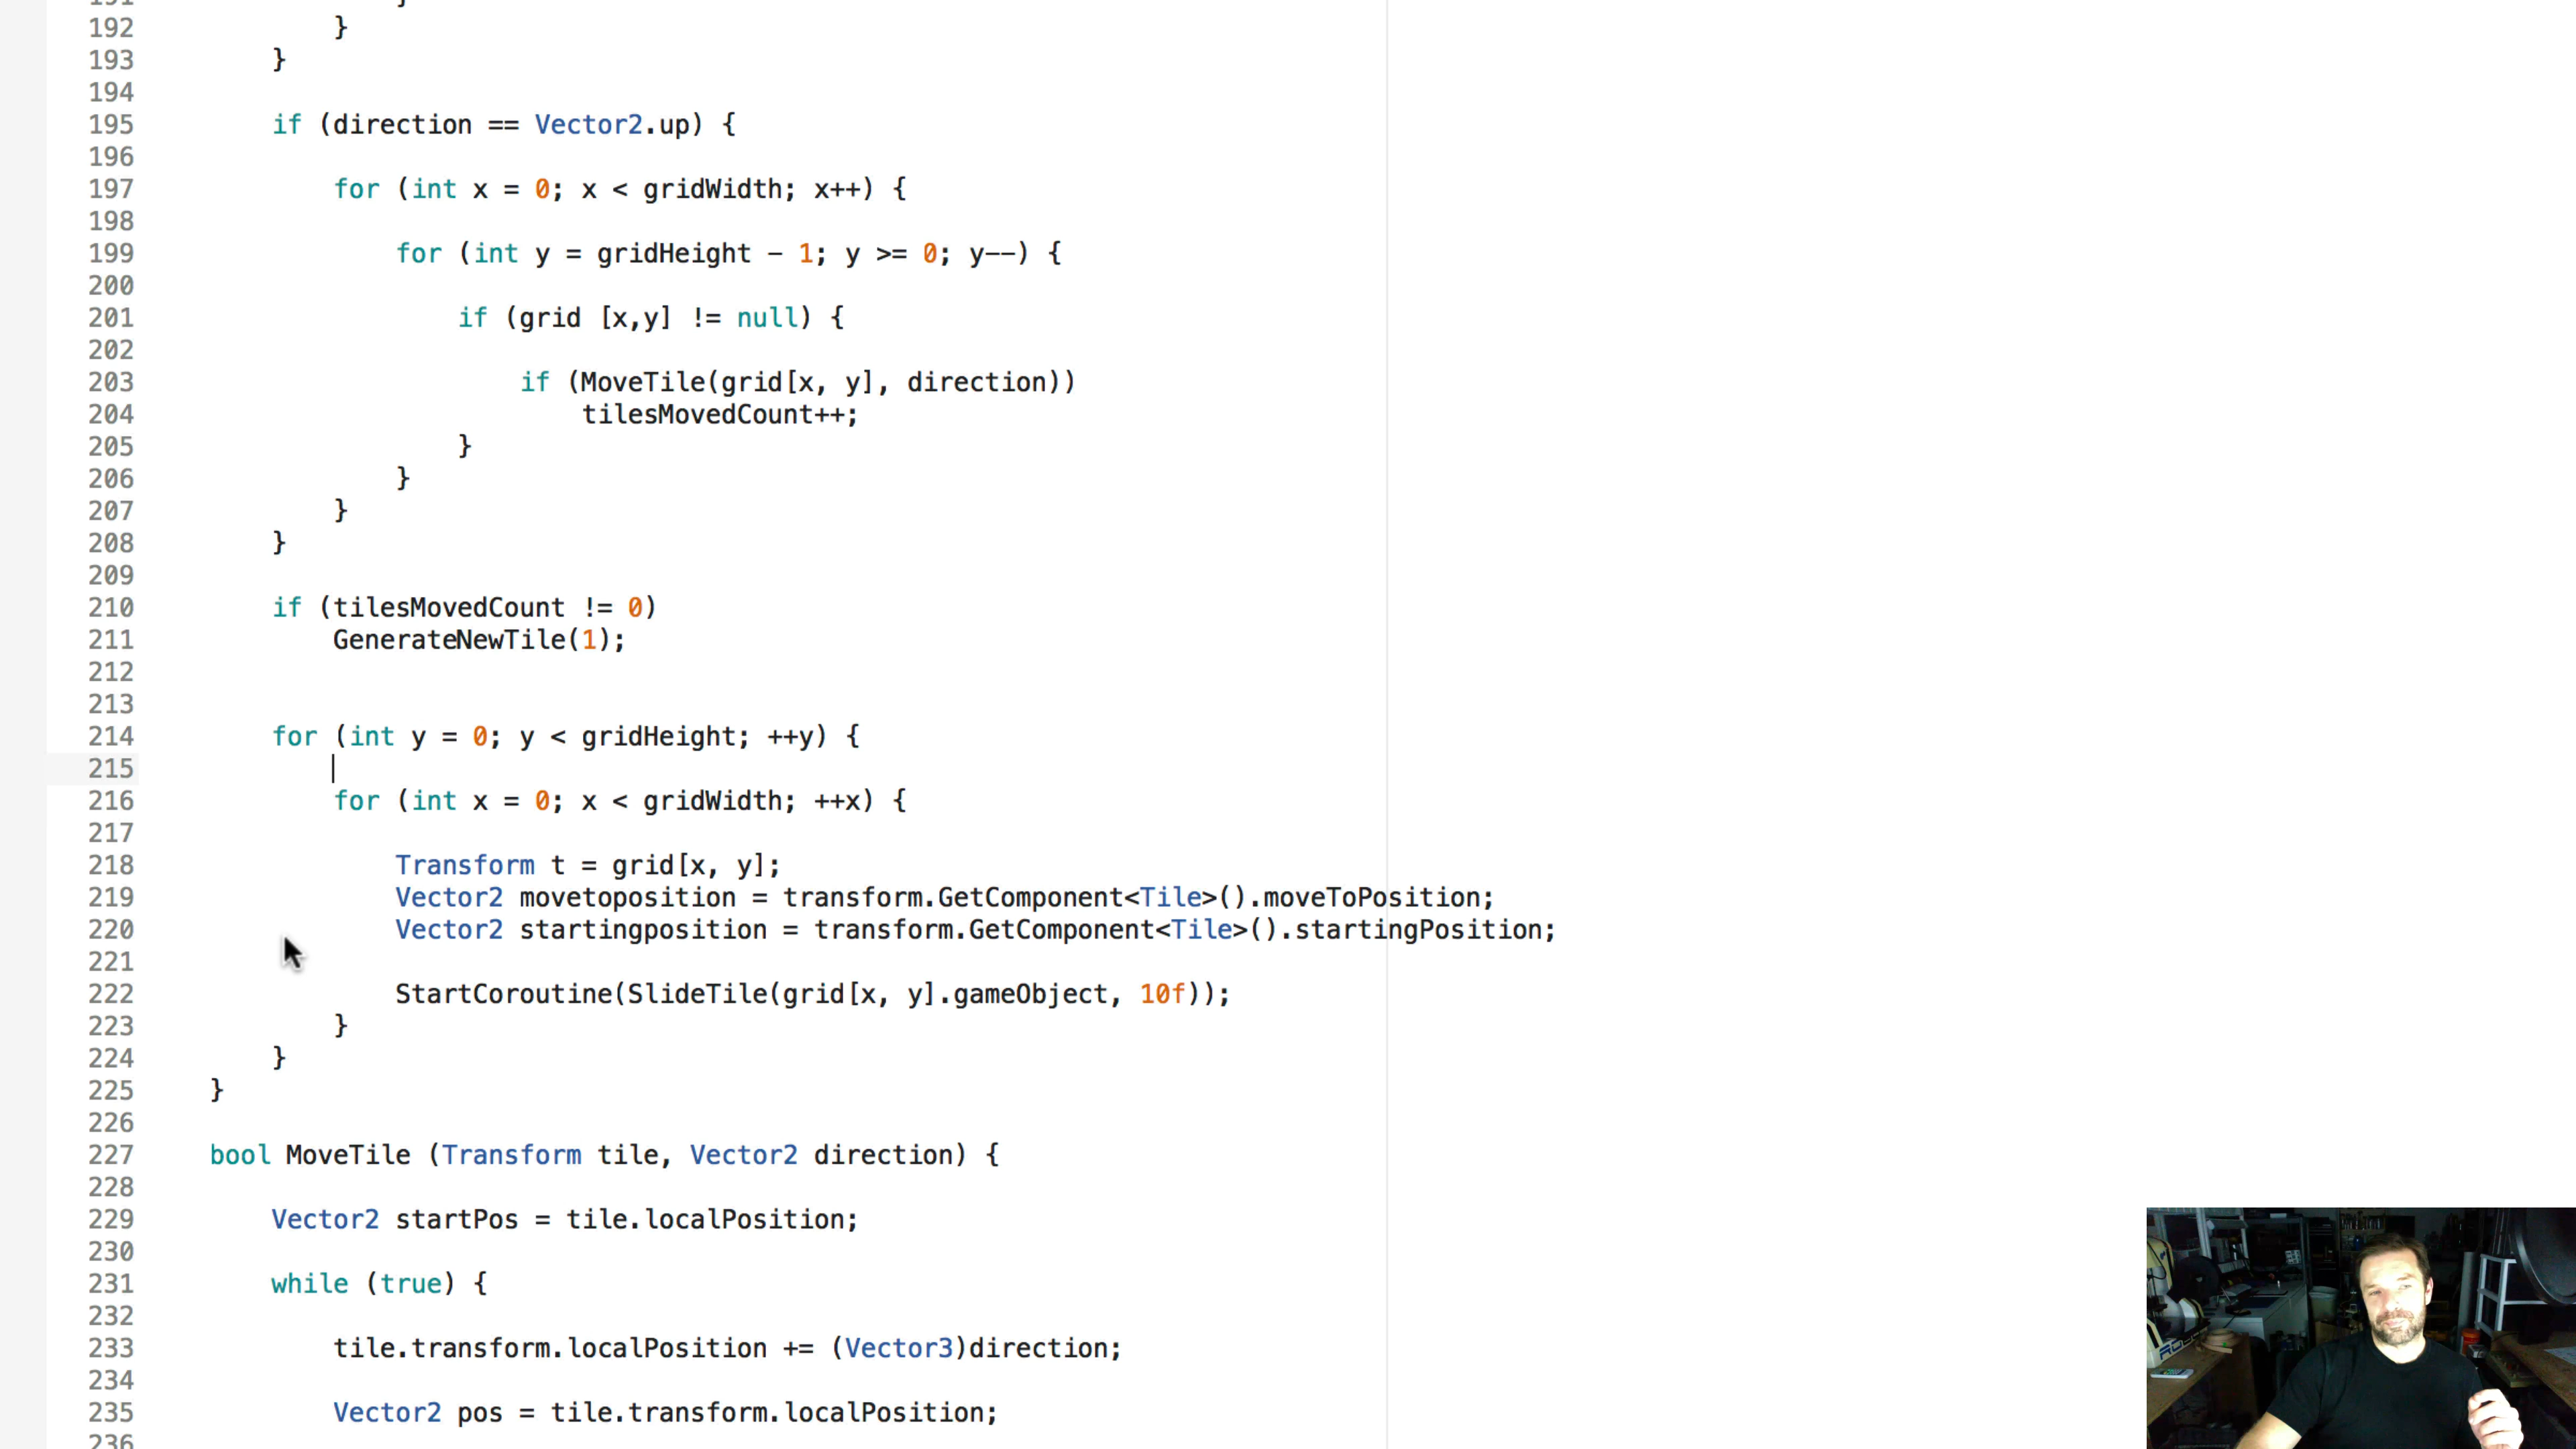 192 }
193 }
194
195 if (direction == Vector2.up) {
196
197 for (int x = 0; x < gridWidth; x++) {
198
199 for (int y = gridHeight - 1; y >= 0; y--) {
200
201 if (grid [x,y] != null) {
202
203 if (MoveTile(grid[x, y], direction))
204 tilesMovedCount++;
205 }
206 }
207 }
208 }
209
210 if (tilesMovedCount != 0)
211 GenerateNewTile(1);
212
213
214 for (int y = 0; y < gridHeight; ++y) {
215
216 for (int x = 0; x < gridWidth; ++x) {
217
218 Transform t = grid[x, y];
219 Vector2 movetoposition = transform.GetComponent<Tile>().moveToPosition;
220 Vector2 startingposition = transform.GetComponent<Tile>().startingPosition;
221
222 StartCoroutine(SlideTile(grid[x, y].gameObject, 10f));
223 }
224 }
225 }
226
227 bool MoveTile (Transform tile, Vector2 direction) {
228
229 Vector2 startPos = tile.localPosition;
230
231 while (true) {
232
233 tile.transform.localPosition += (Vector3)direction;
234
235 Vector2 pos = tile.transform.localPosition;
236